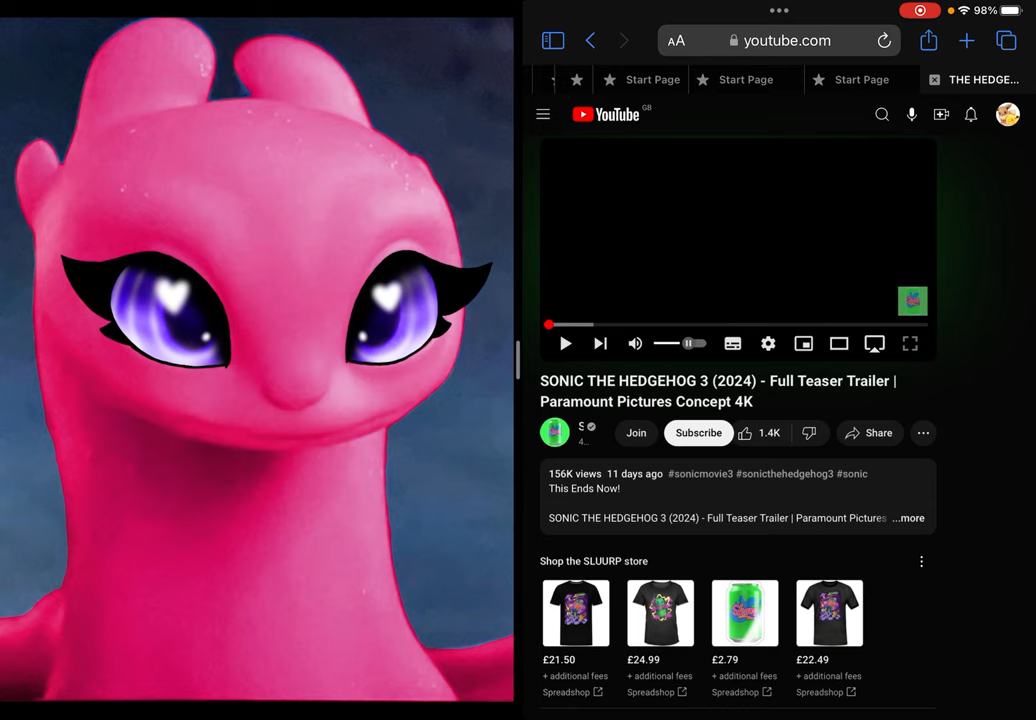 98%
AA
youtube.com
Start Page
Start Page
Start Page
THE HEDGE...
YouTube GB
SONIC THE HEDGEHOG 3 (2024) - Full Teaser Trailer |
Paramount Pictures Concept 4K
S
4...
Join
Subscribe
1.4K
Share
156K views 11 days ago #sonicmovie3 #sonicthehedgehog3 #sonic
This Ends Now!
SONIC THE HEDGEHOG 3 (2024) - Full Teaser Trailer | Paramount Pictures ...more
Shop the SLUURP store
£21.50
£24.99
£2.79
£22.49
+ additional fees
+ additional fees
+ additional fees
+ additional fees
Spreadshop
Spreadshop
Spreadshop
Spreadshop